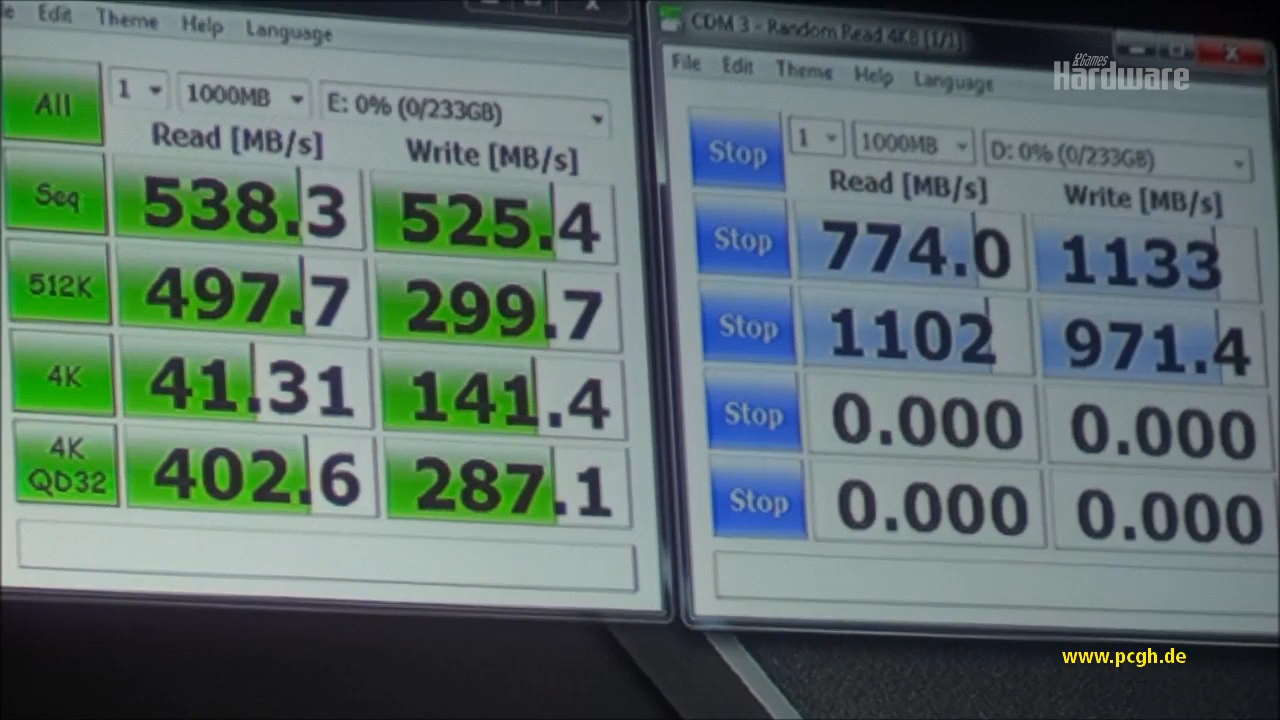 Edit Theme Help Language
All 1 1000MB E: 0% (0/233GB)
Read [MB/s] Write [MB/s]
Seq 538.3 525.4
512K 497.7 299.7
4K 41.31 141.4
4K QD32 402.6 287.1
CDM 3 - Random Read 4KB [1/1]
File Edit Theme Help Language
Stop 1 1000MB D: 0% (0/233GB)
Read [MB/s] Write [MB/s]
Stop 774.0 1133
Stop 1102 971.4
Stop 0.000 0.000
Stop 0.000 0.000
&Games
Hardware
www.pcgh.de